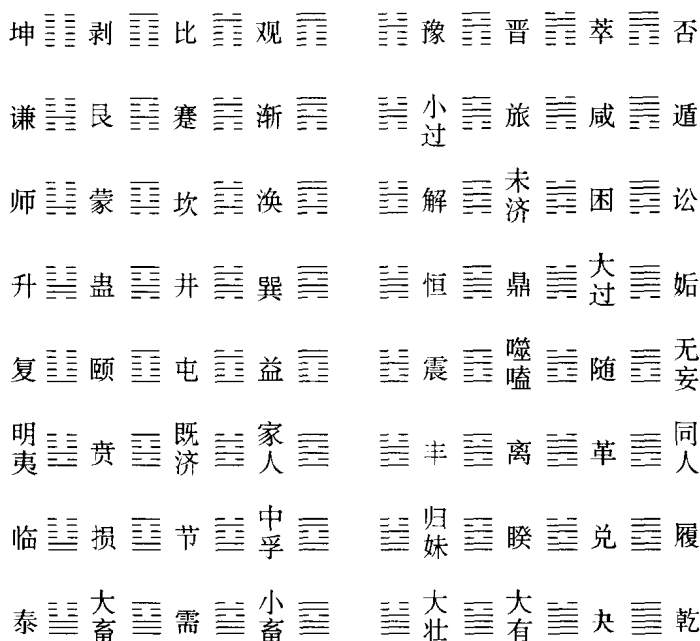 坤 ䷁ 剥 ䷖ 比 ䷇ 观 ䷓ ䷏ 豫 ䷢ 晋 ䷬ 萃 ䷋ 否
谦 ䷎ 艮 ䷳ 蹇 ䷦ 渐 ䷴ ䷽ 小过 ䷷ 旅 ䷞ 咸 ䷠ 遁
师 ䷆ 蒙 ䷃ 坎 ䷜ 涣 ䷺ ䷧ 解 ䷿ 未济 ䷮ 困 ䷅ 讼
升 ䷭ 蛊 ䷑ 井 ䷯ 巽 ䷸ ䷟ 恒 ䷱ 鼎 ䷛ 大过 ䷫ 姤
复 ䷗ 颐 ䷚ 屯 ䷂ 益 ䷩ ䷲ 震 ䷔ 噬嗑 ䷐ 随 ䷘ 无妄
明夷 ䷣ 贲 ䷕ 既济 ䷾ 家人 ䷤ ䷶ 丰 ䷝ 离 ䷰ 革 ䷌ 同人
临 ䷒ 损 ䷨ 节 ䷻ 中孚 ䷼ ䷵ 归妹 ䷥ 睽 ䷹ 兑 ䷉ 履
泰 ䷊ 大畜 ䷙ 需 ䷄ 小畜 ䷈ ䷡ 大壮 ䷍ 大有 ䷪ 夬 ䷀ 乾